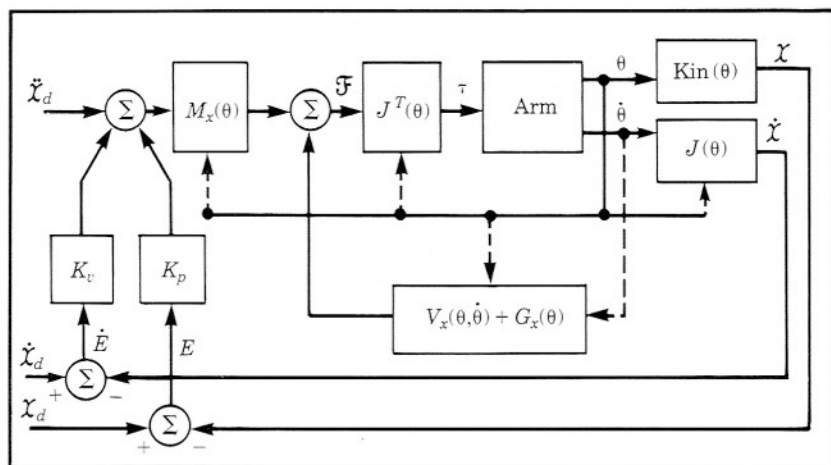 θ Kin(θ) 𝒳
Ẍ_d Σ M_x(θ) Σ ℱ J^T(θ) τ Arm
θ̇ J(θ) 𝒳̇
K_v K_p
V_x(θ,θ̇) + G_x(θ)
Ė E
𝒳̇_d + Σ −
𝒳_d + Σ −